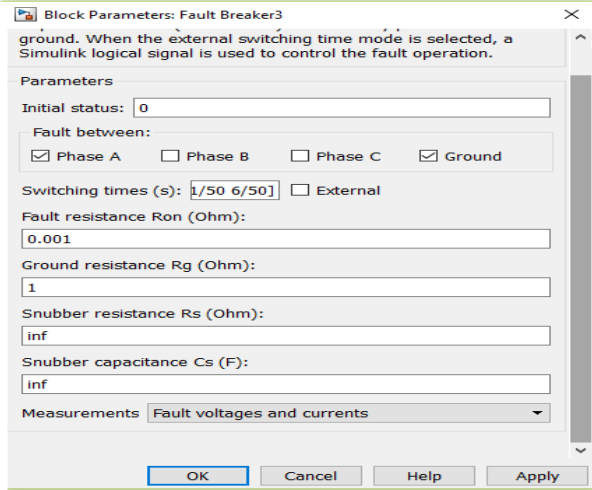 Block Parameters: Fault Breaker3
ground. When the external switching time mode is selected, a
Simulink logical signal is used to control the fault operation.
Parameters
Initial status: 0
Fault between:
Phase A Phase B Phase C Ground
Switching times (s): 1/50 6/50] External
Fault resistance Ron (Ohm):
0.001
Ground resistance Rg (Ohm):
1
Snubber resistance Rs (Ohm):
inf
Snubber capacitance Cs (F):
inf
Measurements Fault voltages and currents
OK Cancel Help Apply